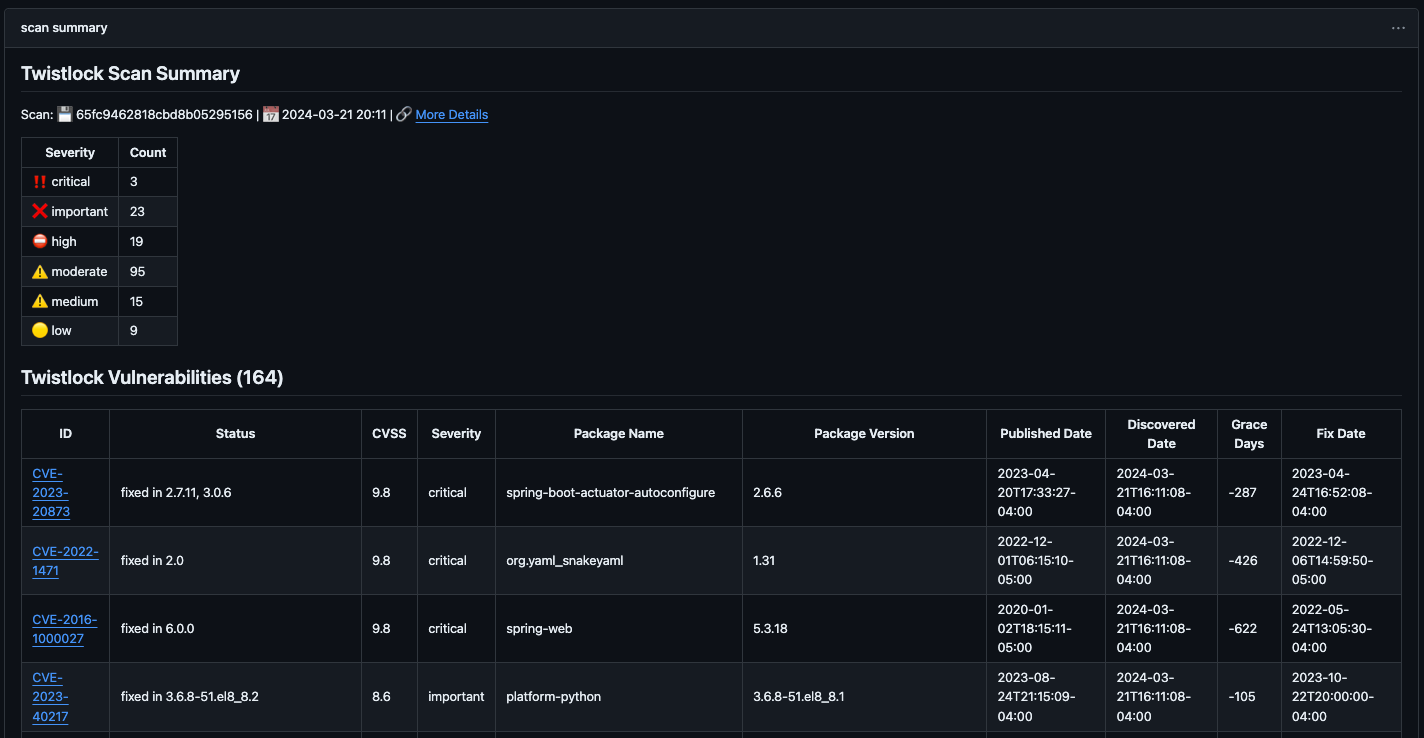 scan summary
...
Twistlock Scan Summary
Scan: 💾 65fc9462818cbd8b05295156 | 📅 2024-03-21 20:11 | 🔗 More Details
Severity Count
‼️ critical 3
❌ important 23
⛔ high 19
⚠️ moderate 95
⚠️ medium 15
🟡 low 9
Twistlock Vulnerabilities (164)
ID Status CVSS Severity Package Name Package Version Published Date Discovered Date Grace Days Fix Date
CVE-2023-20873 fixed in 2.7.11, 3.0.6 9.8 critical spring-boot-actuator-autoconfigure 2.6.6 2023-04-20T17:33:27-04:00 2024-03-21T16:11:08-04:00 -287 2023-04-24T16:52:08-04:00
CVE-2022-1471 fixed in 2.0 9.8 critical org.yaml_snakeyaml 1.31 2022-12-01T06:15:10-05:00 2024-03-21T16:11:08-04:00 -426 2022-12-06T14:59:50-05:00
CVE-2016-1000027 fixed in 6.0.0 9.8 critical spring-web 5.3.18 2020-01-02T18:15:11-05:00 2024-03-21T16:11:08-04:00 -622 2022-05-24T13:05:30-04:00
CVE-2023-40217 fixed in 3.6.8-51.el8_8.2 8.6 important platform-python 3.6.8-51.el8_8.1 2023-08-24T21:15:09-04:00 2024-03-21T16:11:08-04:00 -105 2023-10-22T20:00:00-04:00